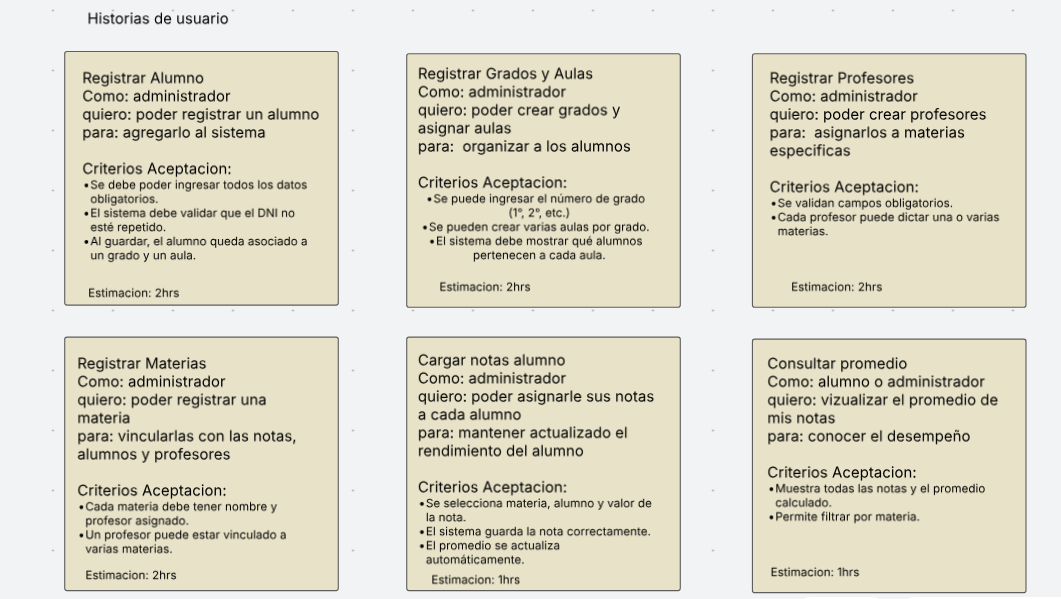 Historias de usuario
Registrar Alumno
Como: administrador
quiero: poder registrar un alumno
para: agregarlo al sistema
Criterios Aceptacion:
•Se debe poder ingresar todos los datos
obligatorios.
•El sistema debe validar que el DNI no
esté repetido.
•Al guardar, el alumno queda asociado a
un grado y un aula.
Estimacion: 2hrs
Registrar Grados y Aulas
Como: administrador
quiero: poder crear grados y
asignar aulas
para:  organizar a los alumnos
Criterios Aceptacion:
•Se puede ingresar el número de grado
(1°, 2°, etc.)
•Se pueden crear varias aulas por grado.
•El sistema debe mostrar qué alumnos
pertenecen a cada aula.
Estimacion: 2hrs
Registrar Profesores
Como: administrador
quiero: poder crear profesores
para:  asignarlos a materias
especificas
Criterios Aceptacion:
•Se validan campos obligatorios.
•Cada profesor puede dictar una o varias
materias.
Estimacion: 2hrs
Registrar Materias
Como: administrador
quiero: poder registrar una
materia
para: vincularlas con las notas,
alumnos y profesores
Criterios Aceptacion:
•Cada materia debe tener nombre y
profesor asignado.
•Un profesor puede estar vinculado a
varias materias.
Estimacion: 2hrs
Cargar notas alumno
Como: administrador
quiero: poder asignarle sus notas
a cada alumno
para: mantener actualizado el
rendimiento del alumno
Criterios Aceptacion:
•Se selecciona materia, alumno y valor de
la nota.
•El sistema guarda la nota correctamente.
•El promedio se actualiza
automáticamente.
Estimacion: 1hrs
Consultar promedio
Como: alumno o administrador
quiero: vizualizar el promedio de
mis notas
para: conocer el desempeño
Criterios Aceptacion:
•Muestra todas las notas y el promedio
calculado.
•Permite filtrar por materia.
Estimacion: 1hrs